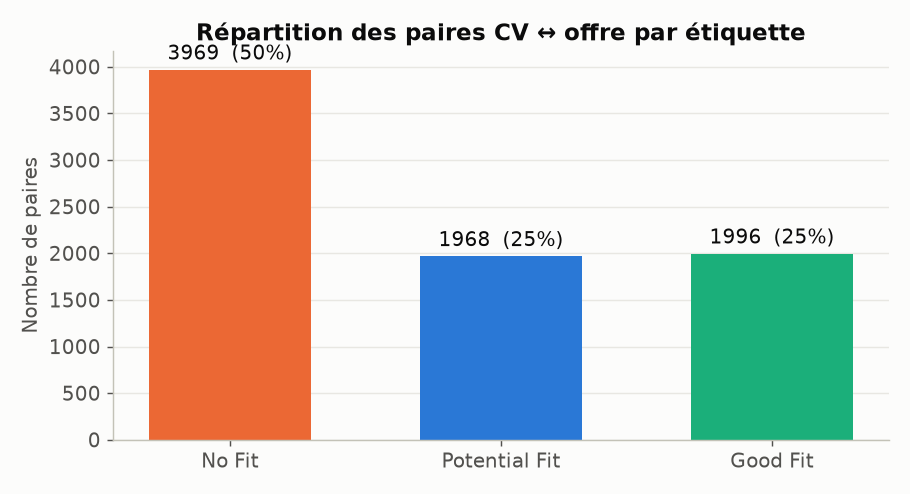 Répartition des paires CV ↔ offre par étiquette
3969  (50%)
1968  (25%)
1996  (25%)
Nombre de paires
4000
3500
3000
2500
2000
1500
1000
500
0
No Fit
Potential Fit
Good Fit